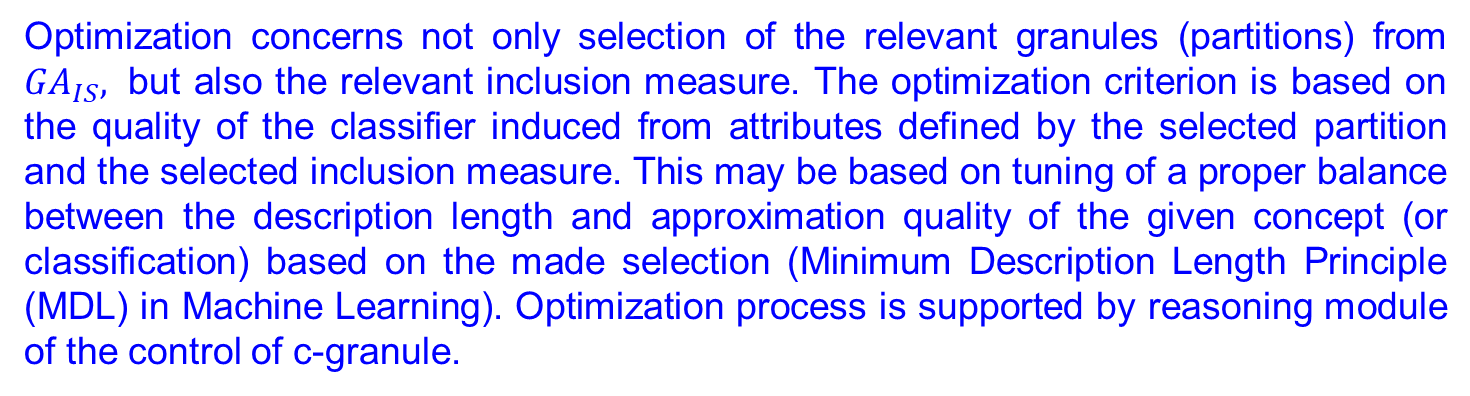 Optimization concerns not only selection of the relevant granules (partitions) from
GA_IS, but also the relevant inclusion measure. The optimization criterion is based on
the quality of the classifier induced from attributes defined by the selected partition
and the selected inclusion measure. This may be based on tuning of a proper balance
between the description length and approximation quality of the given concept (or
classification) based on the made selection (Minimum Description Length Principle
(MDL) in Machine Learning). Optimization process is supported by reasoning module
of the control of c-granule.